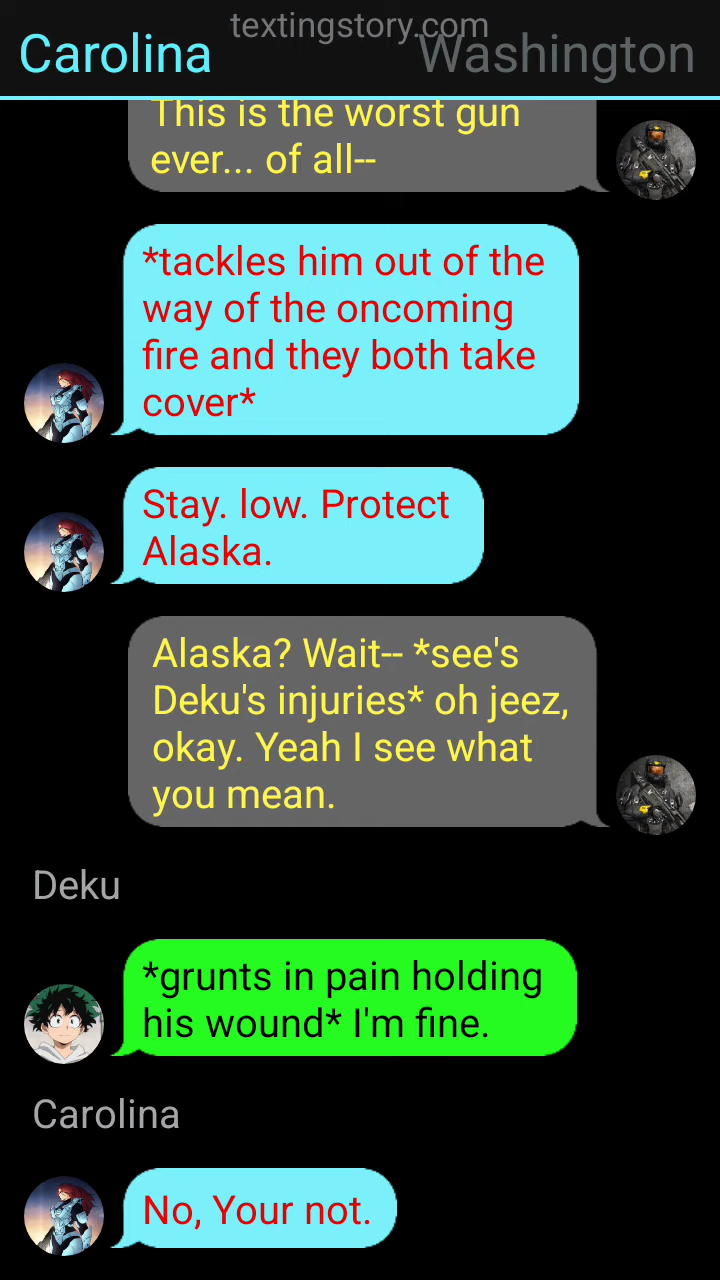 textingstory.com
Carolina
Washington
This is the worst gun
ever... of all--
*tackles him out of the
way of the oncoming
fire and they both take
cover*
Stay. low. Protect
Alaska.
Alaska? Wait-- *see's
Deku's injuries* oh jeez,
okay. Yeah I see what
you mean.
Deku
*grunts in pain holding
his wound* I'm fine.
Carolina
No, Your not.